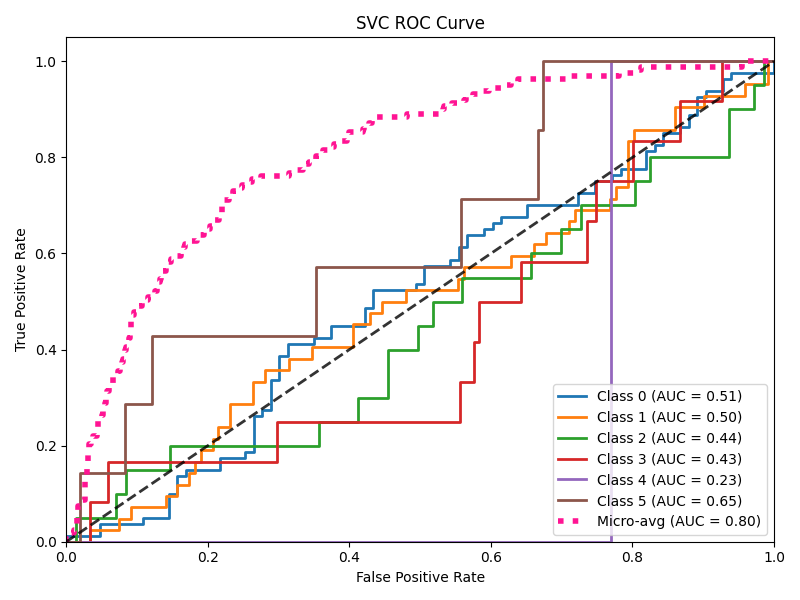 SVC ROC Curve
True Positive Rate
1.0
0.8
0.6
0.4
0.2
0.0
0.0 0.2 0.4 0.6 0.8 1.0
False Positive Rate
Class 0 (AUC = 0.51)
Class 1 (AUC = 0.50)
Class 2 (AUC = 0.44)
Class 3 (AUC = 0.43)
Class 4 (AUC = 0.23)
Class 5 (AUC = 0.65)
Micro-avg (AUC = 0.80)